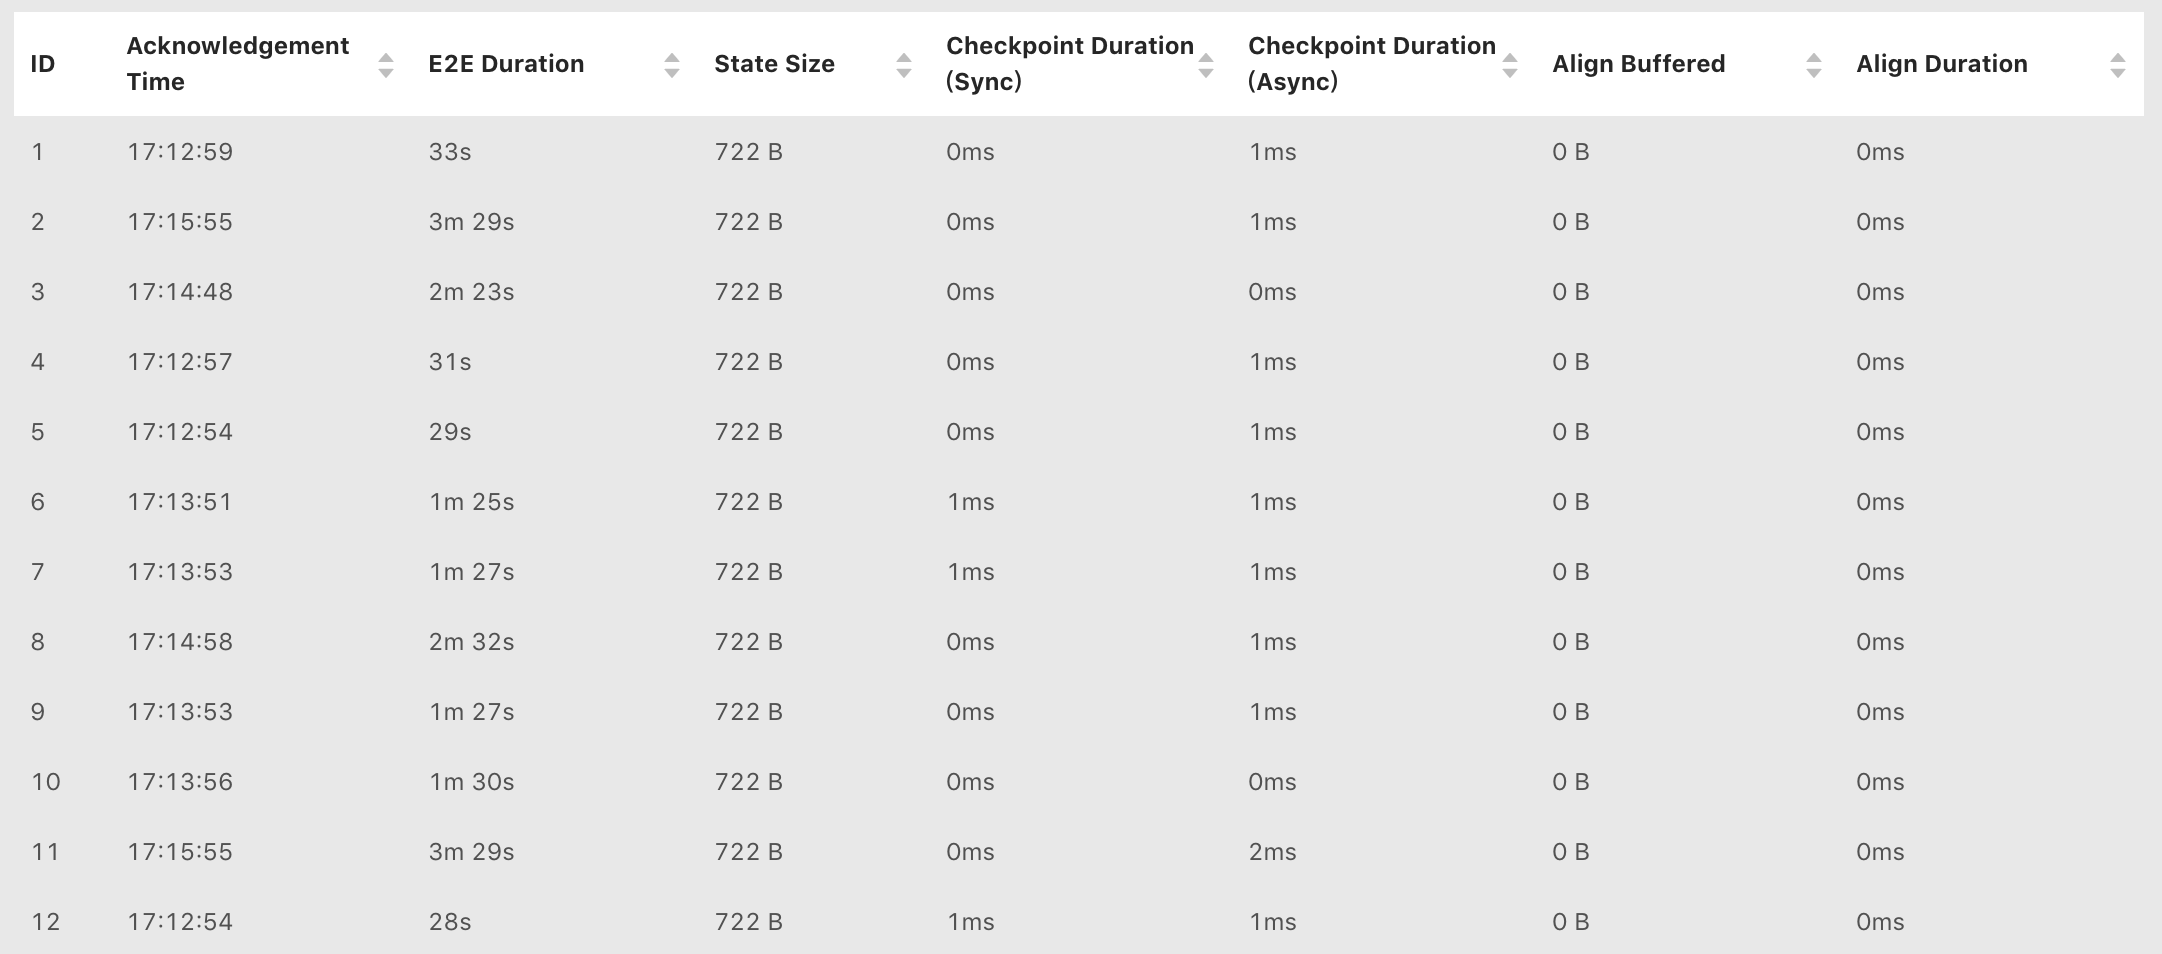 ID Acknowledgement Time E2E Duration State Size Checkpoint Duration (Sync) Checkpoint Duration (Async) Align Buffered Align Duration
1 17:12:59 33s 722 B 0ms 1ms 0 B 0ms
2 17:15:55 3m 29s 722 B 0ms 1ms 0 B 0ms
3 17:14:48 2m 23s 722 B 0ms 0ms 0 B 0ms
4 17:12:57 31s 722 B 0ms 1ms 0 B 0ms
5 17:12:54 29s 722 B 0ms 1ms 0 B 0ms
6 17:13:51 1m 25s 722 B 1ms 1ms 0 B 0ms
7 17:13:53 1m 27s 722 B 1ms 1ms 0 B 0ms
8 17:14:58 2m 32s 722 B 0ms 1ms 0 B 0ms
9 17:13:53 1m 27s 722 B 0ms 1ms 0 B 0ms
10 17:13:56 1m 30s 722 B 0ms 0ms 0 B 0ms
11 17:15:55 3m 29s 722 B 0ms 2ms 0 B 0ms
12 17:12:54 28s 722 B 1ms 1ms 0 B 0ms